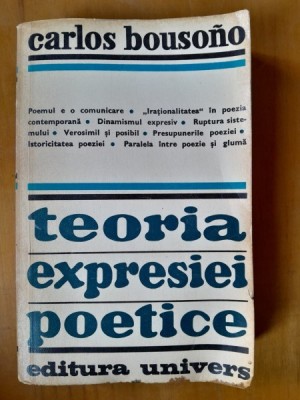 carlos bousoño
Poemul e o comunicare • „Iraționalitatea” în poezia
contemporană • Dinamismul expresiv • Ruptura siste-
mului • Verosimil și posibil • Presupunerile poeziei •
Istoricitatea poeziei • Paralela între poezie și glumă
teoria
expresiei
poetice
editura univers